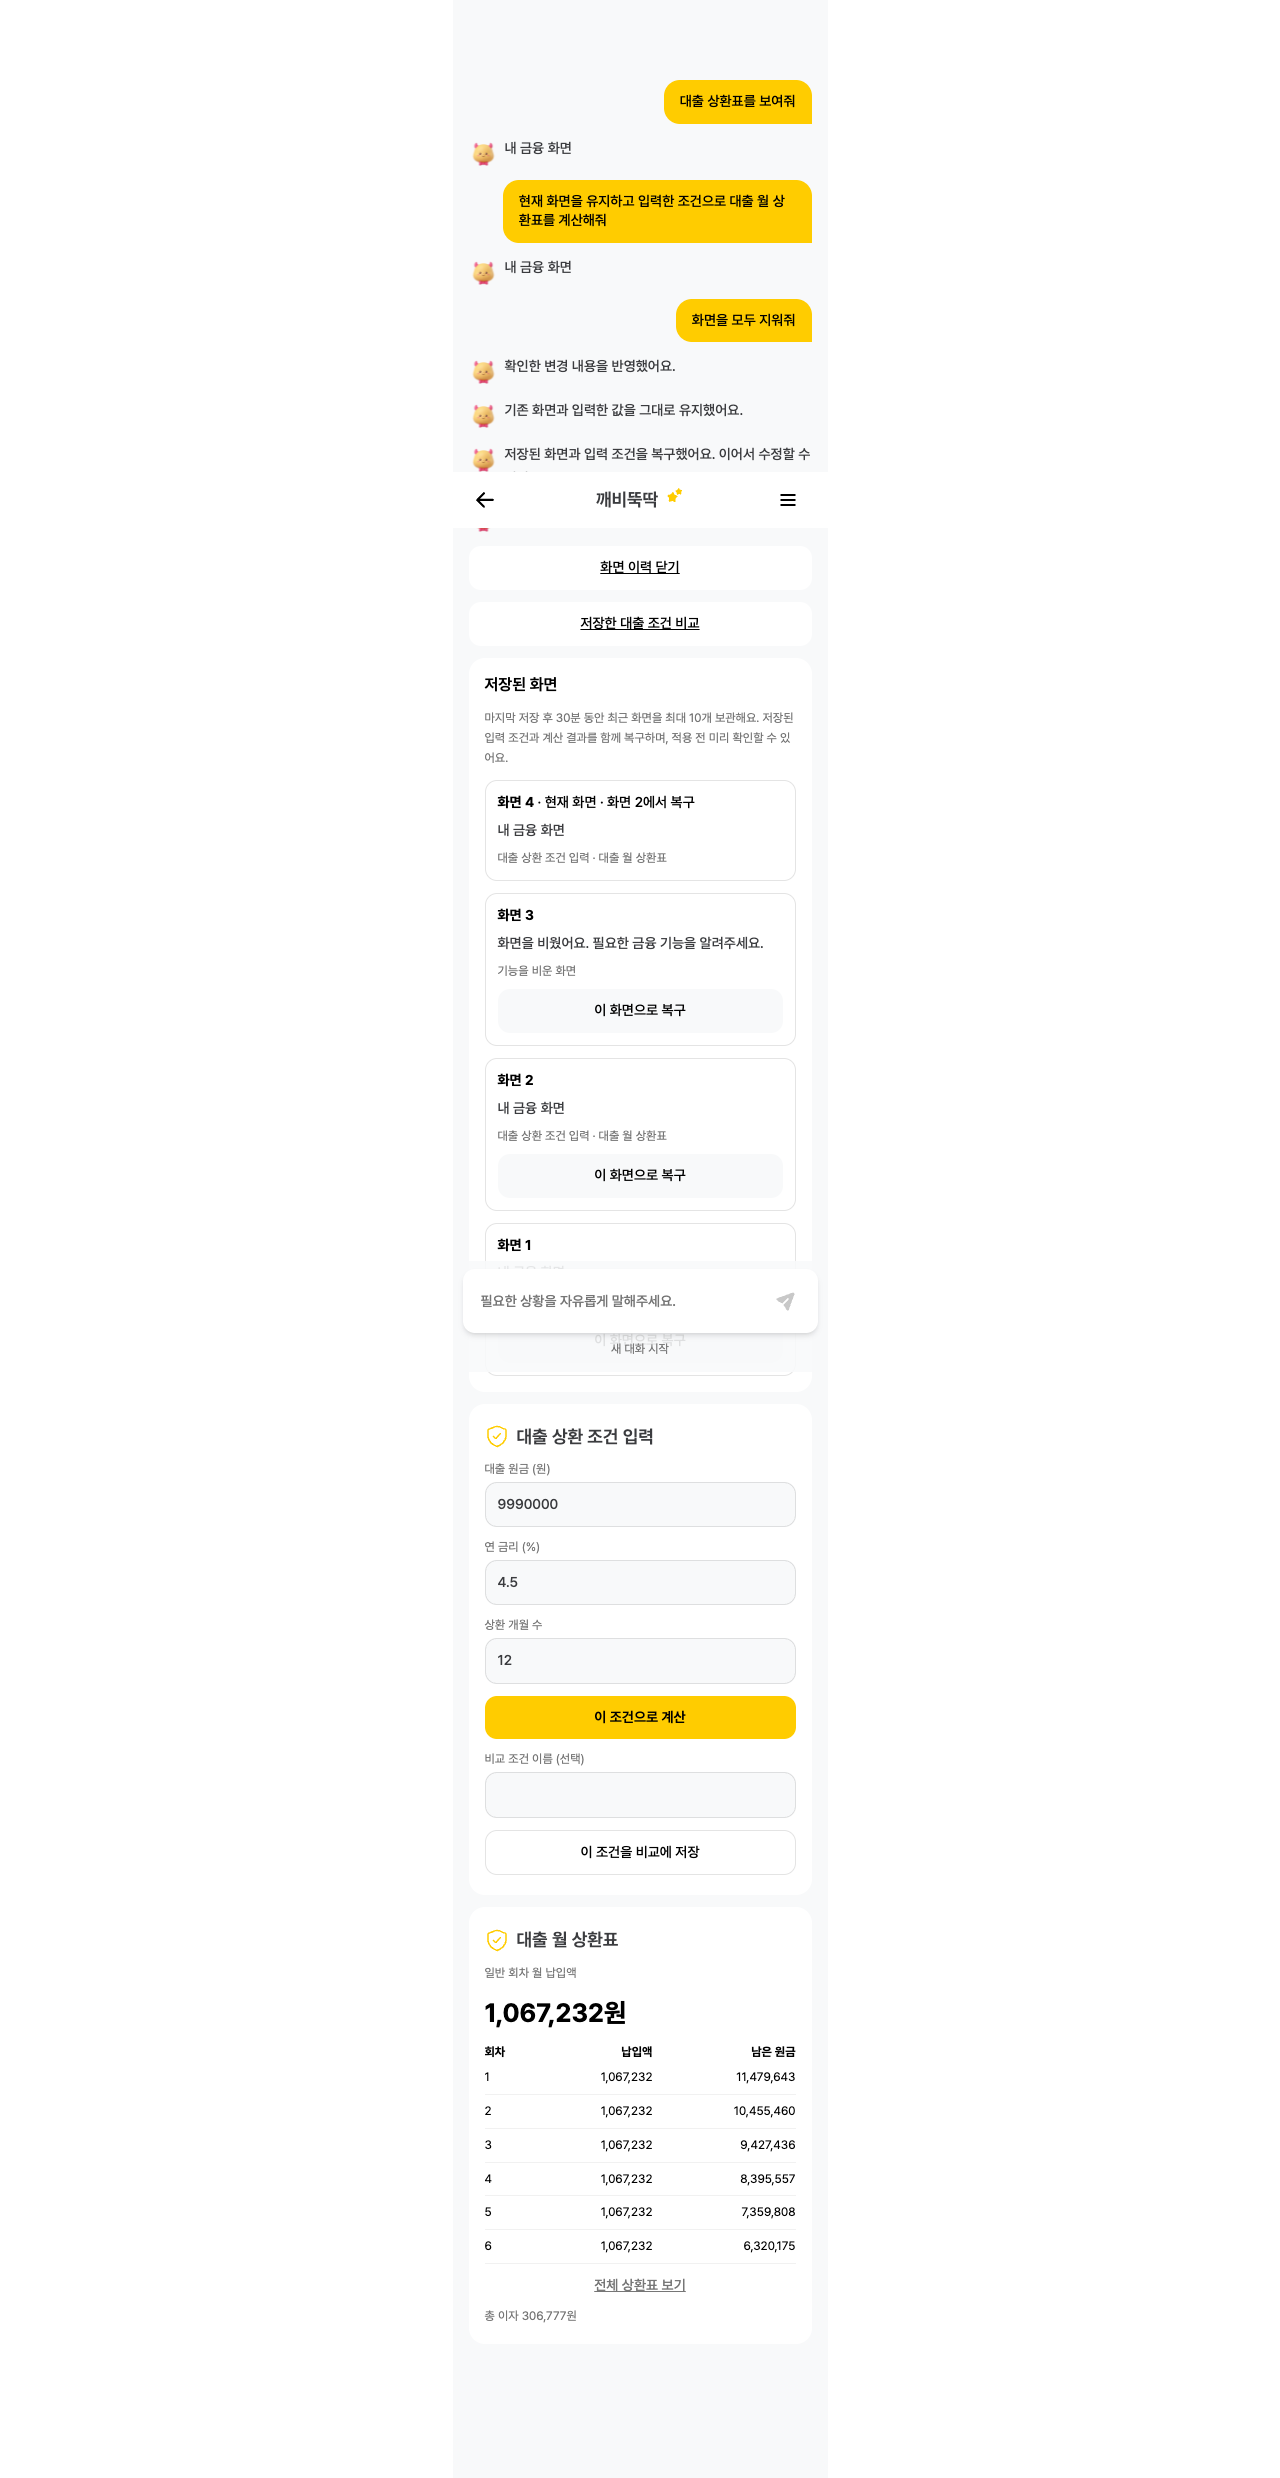 대출 상환표를 보여줘
내 금융 화면
현재 화면을 유지하고 입력한 조건으로 대출 월 상
환표를 계산해줘
내 금융 화면
화면을 모두 지워줘
확인한 변경 내용을 반영했어요.
기존 화면과 입력한 값을 그대로 유지했어요.
저장된 화면과 입력 조건을 복구했어요. 이어서 수정할 수
깨비뚝딱
화면 이력 닫기
저장한 대출 조건 비교
저장된 화면
마지막 저장 후 30분 동안 최근 화면을 최대 10개 보관해요. 저장된
입력 조건과 계산 결과를 함께 복구하며, 적용 전 미리 확인할 수 있
어요.
화면 4 · 현재 화면 · 화면 2에서 복구
내 금융 화면
대출 상환 조건 입력 · 대출 월 상환표
화면 3
화면을 비웠어요. 필요한 금융 기능을 알려주세요.
기능을 비운 화면
이 화면으로 복구
화면 2
내 금융 화면
대출 상환 조건 입력 · 대출 월 상환표
이 화면으로 복구
화면 1
필요한 상황을 자유롭게 말해주세요.
이 화면으로 복구
새 대화 시작
대출 상환 조건 입력
대출 원금 (원)
9990000
연 금리 (%)
4.5
상환 개월 수
12
이 조건으로 계산
비교 조건 이름 (선택)
이 조건을 비교에 저장
대출 월 상환표
일반 회차 월 납입액
1,067,232원
회차 납입액 남은 원금
1 1,067,232 11,479,643
2 1,067,232 10,455,460
3 1,067,232 9,427,436
4 1,067,232 8,395,557
5 1,067,232 7,359,808
6 1,067,232 6,320,175
전체 상환표 보기
총 이자 306,777원